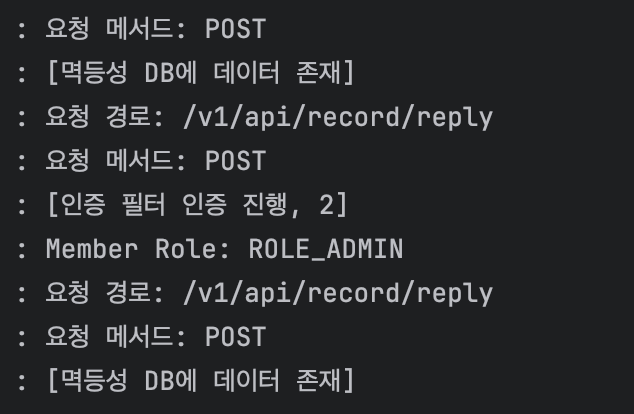 : 요청 메서드: POST
: [멱등성 DB에 데이터 존재]
: 요청 경로: /v1/api/record/reply
: 요청 메서드: POST
: [인증 필터 인증 진행, 2]
: Member Role: ROLE_ADMIN
: 요청 경로: /v1/api/record/reply
: 요청 메서드: POST
: [멱등성 DB에 데이터 존재]